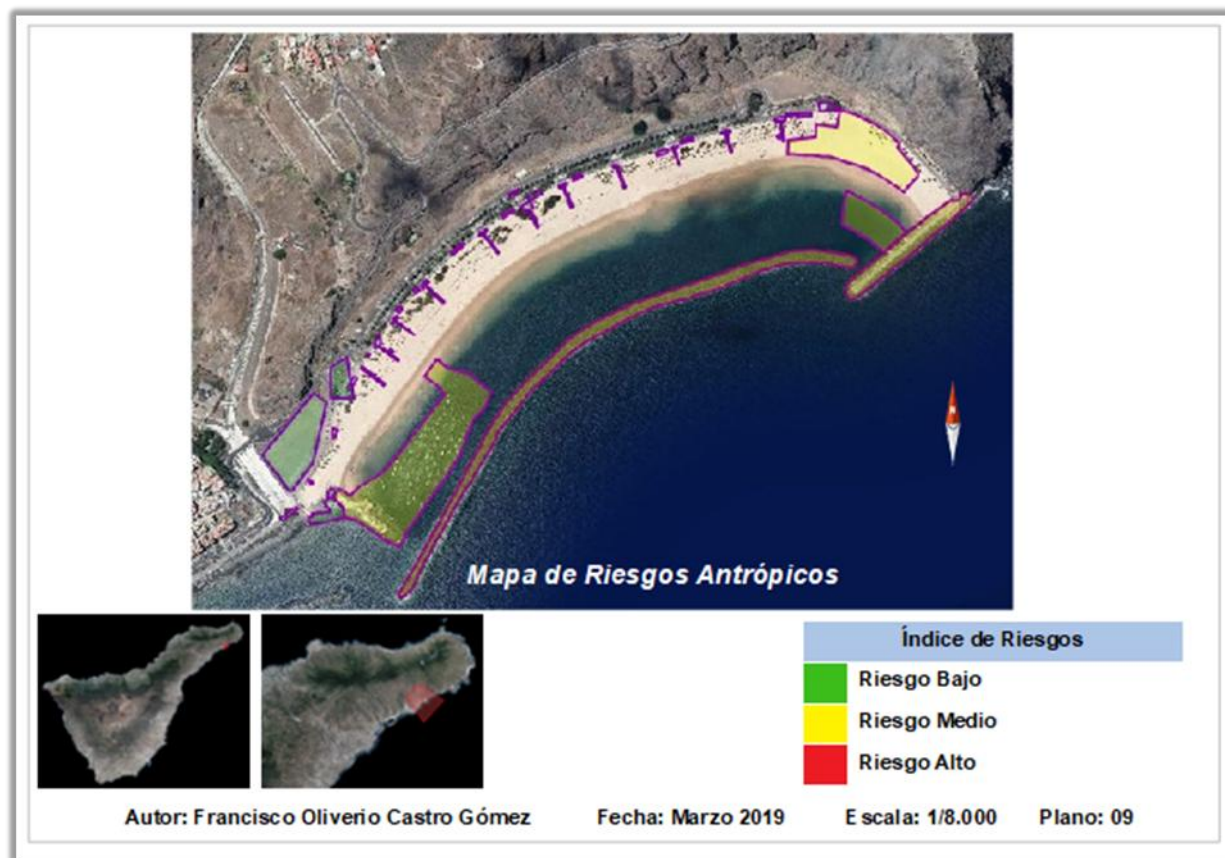 Mapa de Riesgos Antrópicos
Índice de Riesgos
Riesgo Bajo
Riesgo Medio
Riesgo Alto
Autor: Francisco Oliverio Castro Gómez Fecha: Marzo 2019 Escala: 1/8.000 Plano: 09